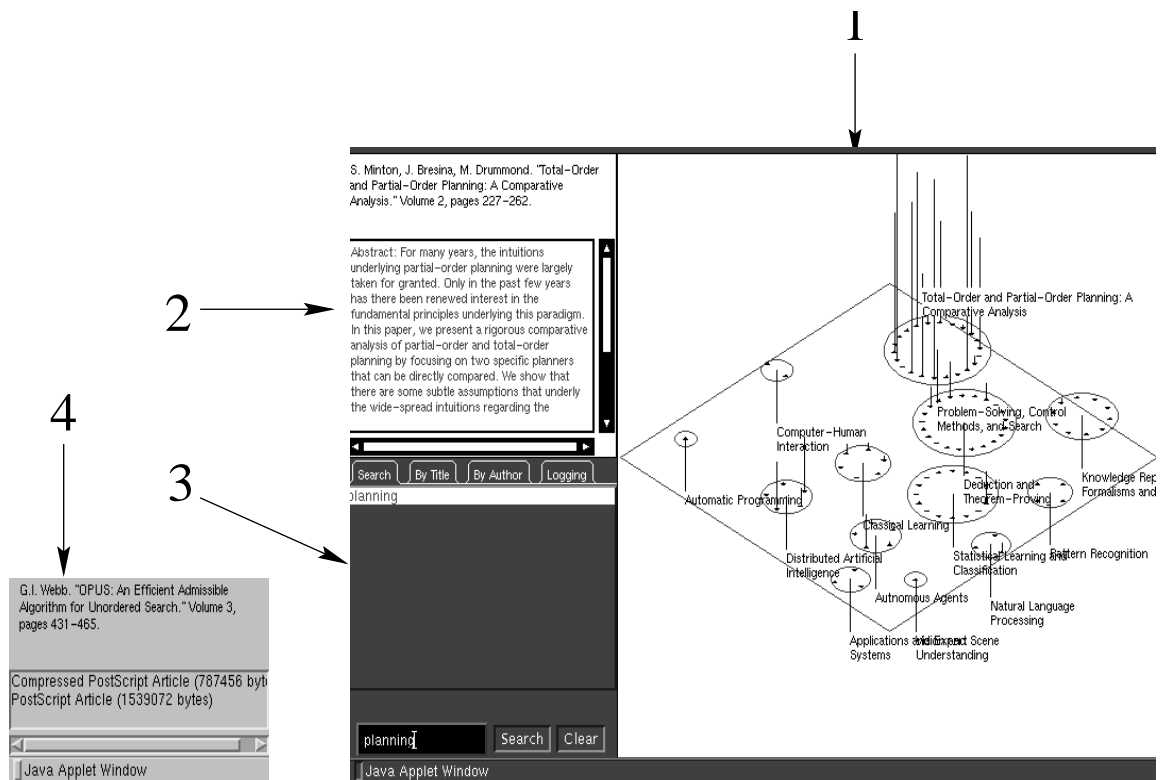 1
S. Minton, J. Bresina, M. Drummond. "Total-Order
and Partial-Order Planning: A Comparative
Analysis." Volume 2, pages 227-262.
2
Abstract: For many years, the intuitions
underlying partial-order planning were largely
taken for granted. Only in the past few years
has there been renewed interest in the
fundamental principles underlying this paradigm.
In this paper, we present a rigorous comparative
analysis of partial-order and total-order
planning by focusing on two specific planners
that can be directly compared. We show that
there are some subtle assumptions that underly
the wide-spread intuitions regarding the
Search By Title By Author Logging
planning
3
planning Search Clear
Java Applet Window
4
G.I. Webb. "OPUS: An Efficient Admissible
Algorithm for Unordered Search." Volume 3,
pages 431-465.
Compressed PostScript Article (787456 byt
PostScript Article (1539072 bytes)
Java Applet Window
Total-Order and Partial-Order Planning: A
Comparative Analysis
Problem-Solving, Control
Methods, and Search
Computer-Human
Interaction
Knowledge Rep
Formalisms and
Deduction and
Theorem-Proving
Automatic Programming
Classical Learning
Distributed Artificial
Intelligence
Statistical Learning and
Classification
Pattern Recognition
Autnomous Agents
Natural Language
Processing
Applications and Expert
Systems
Vision and Scene
Understanding